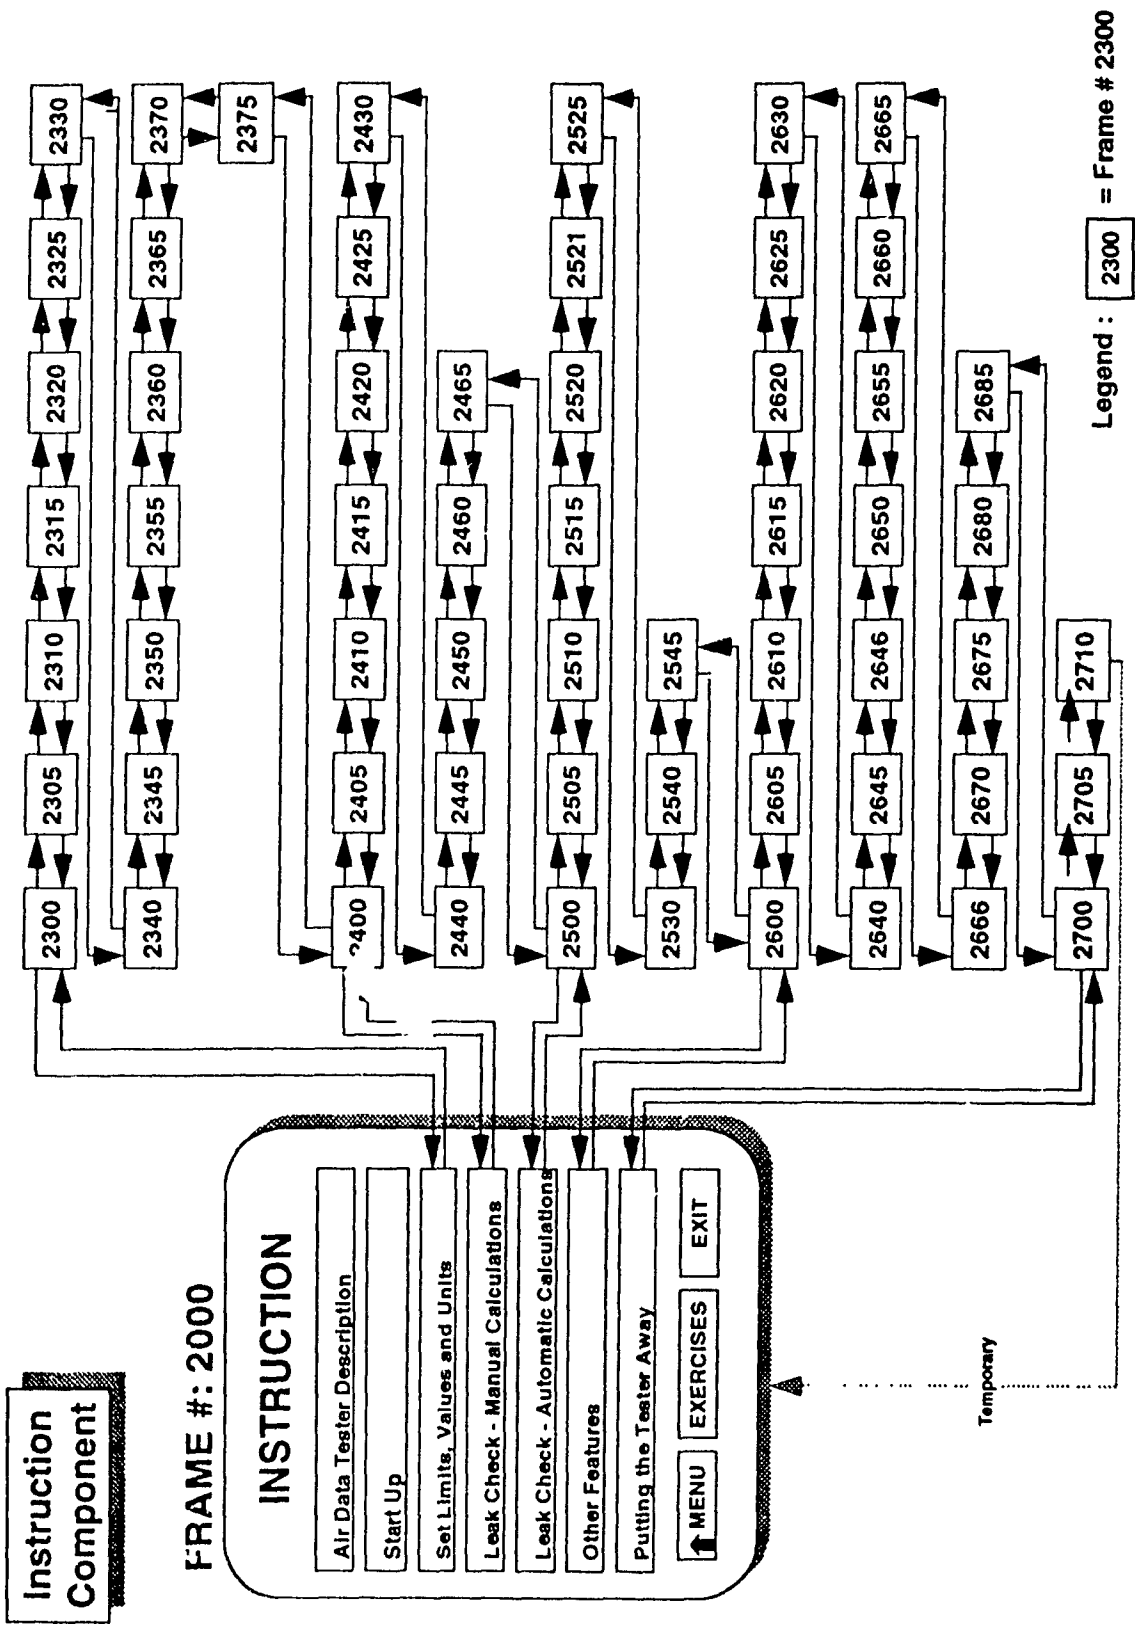 Instruction
Component
FRAME #: 2000
INSTRUCTION
Air Data Tester Description
Start Up
Set Limits, Values and Units
Leak Check - Manual Calculations
Leak Check - Automatic Calculations
Other Features
Putting the Tester Away
MENU EXERCISES EXIT
Temporary
2300 2305 2310 2315 2320 2325 2330
2340 2345 2350 2355 2360 2365 2370
2375
2400 2405 2410 2415 2420 2425 2430
2440 2445 2450 2460 2465
2500 2505 2510 2515 2520 2521 2525
2530 2540 2545
2600 2605 2610 2615 2620 2625 2630
2640 2645 2646 2650 2655 2660 2665
2666 2670 2675 2680 2685
2700 2705 2710
Legend : 2300 = Frame # 2300